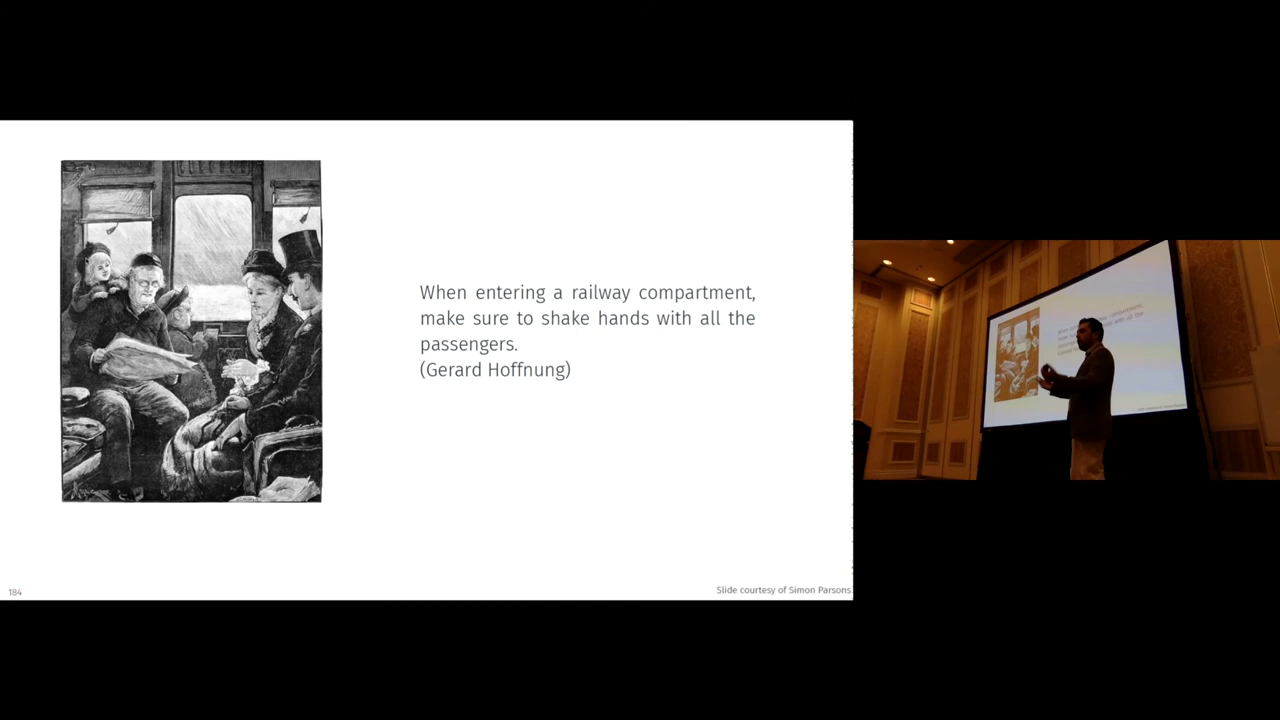 When entering a railway compartment,
make sure to shake hands with all the
passengers.
(Gerard Hoffnung)
184
Slide courtesy of Simon Parsons